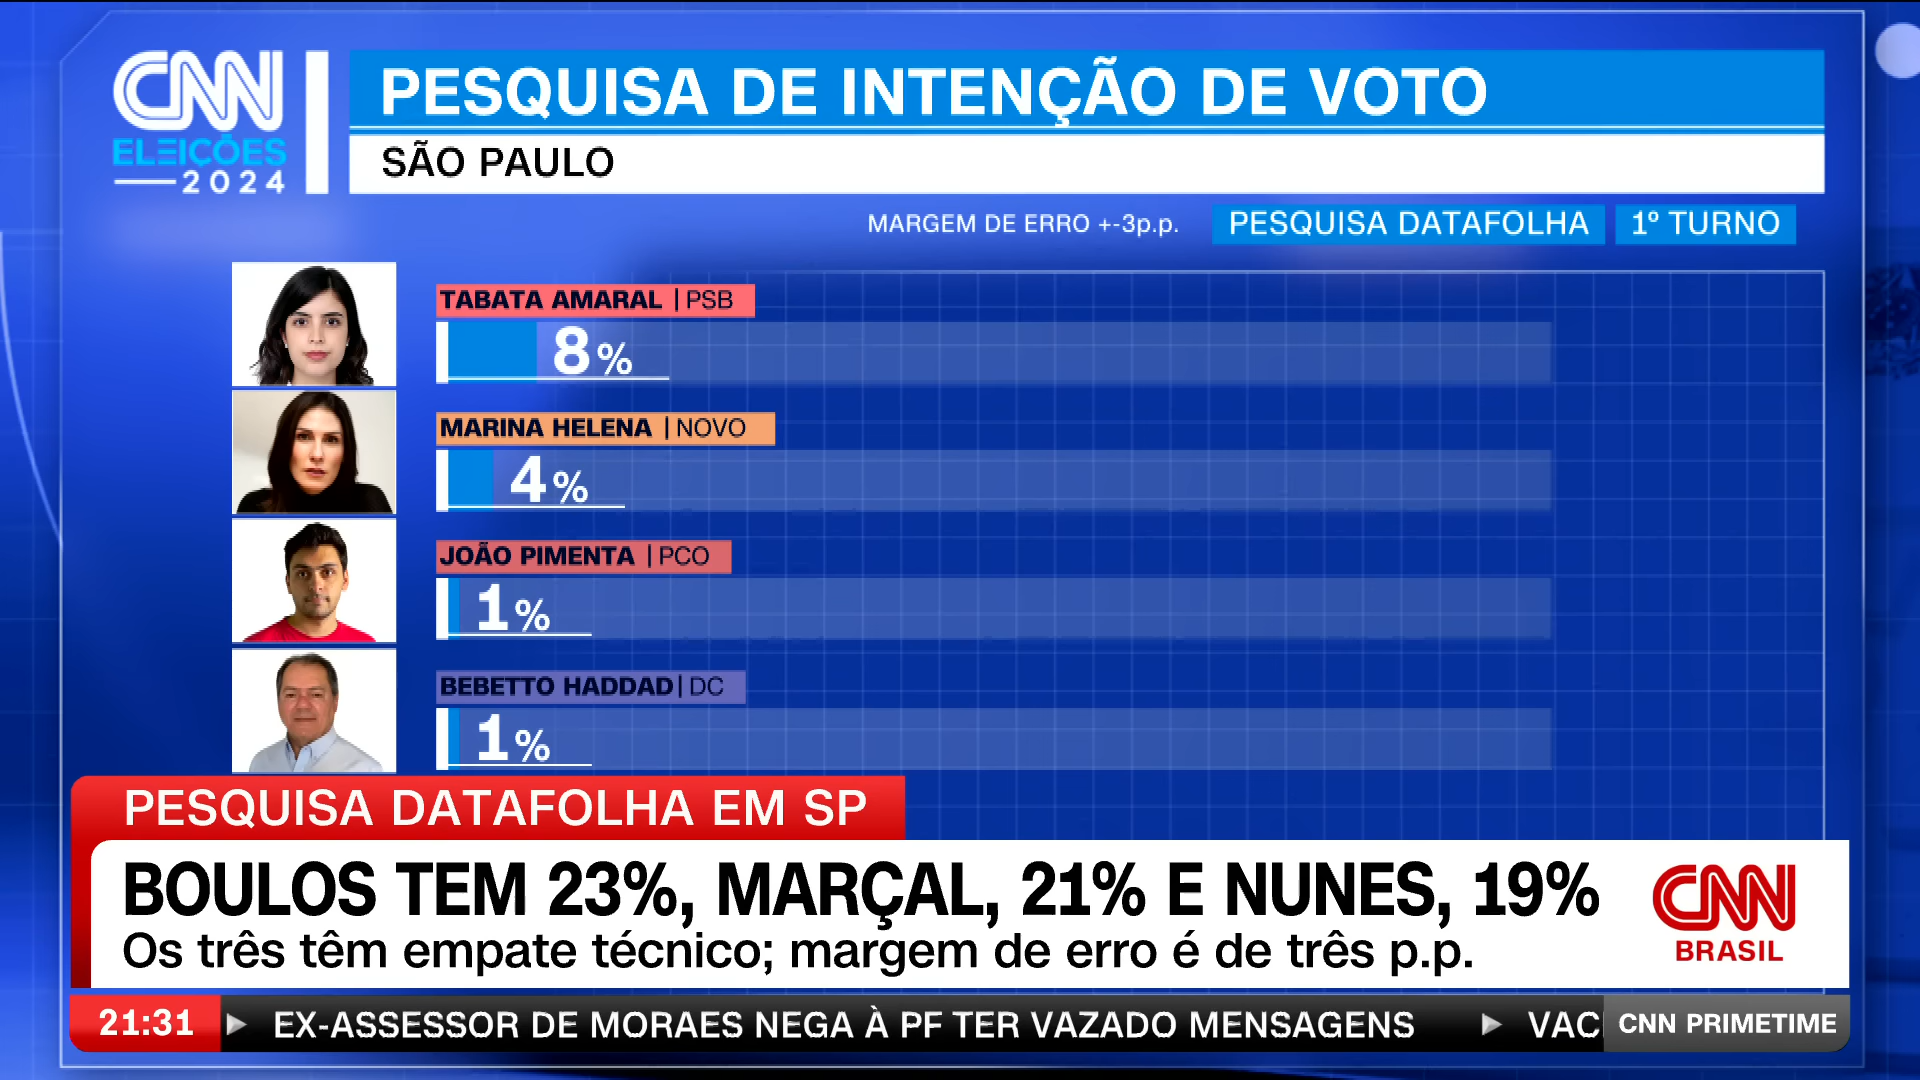 CNN
ELEIÇÕES
2024
PESQUISA DE INTENÇÃO DE VOTO
SÃO PAULO
MARGEM DE ERRO +-3p.p.
PESQUISA DATAFOLHA
1º TURNO
TABATA AMARAL | PSB
8%
MARINA HELENA | NOVO
4%
JOÃO PIMENTA | PCO
1%
BEBETTO HADDAD | DC
1%
PESQUISA DATAFOLHA EM SP
BOULOS TEM 23%, MARÇAL, 21% E NUNES, 19%
Os três têm empate técnico; margem de erro é de três p.p.
CNN
BRASIL
21:31
EX-ASSESSOR DE MORAES NEGA À PF TER VAZADO MENSAGENS
VAC
CNN PRIMETIME